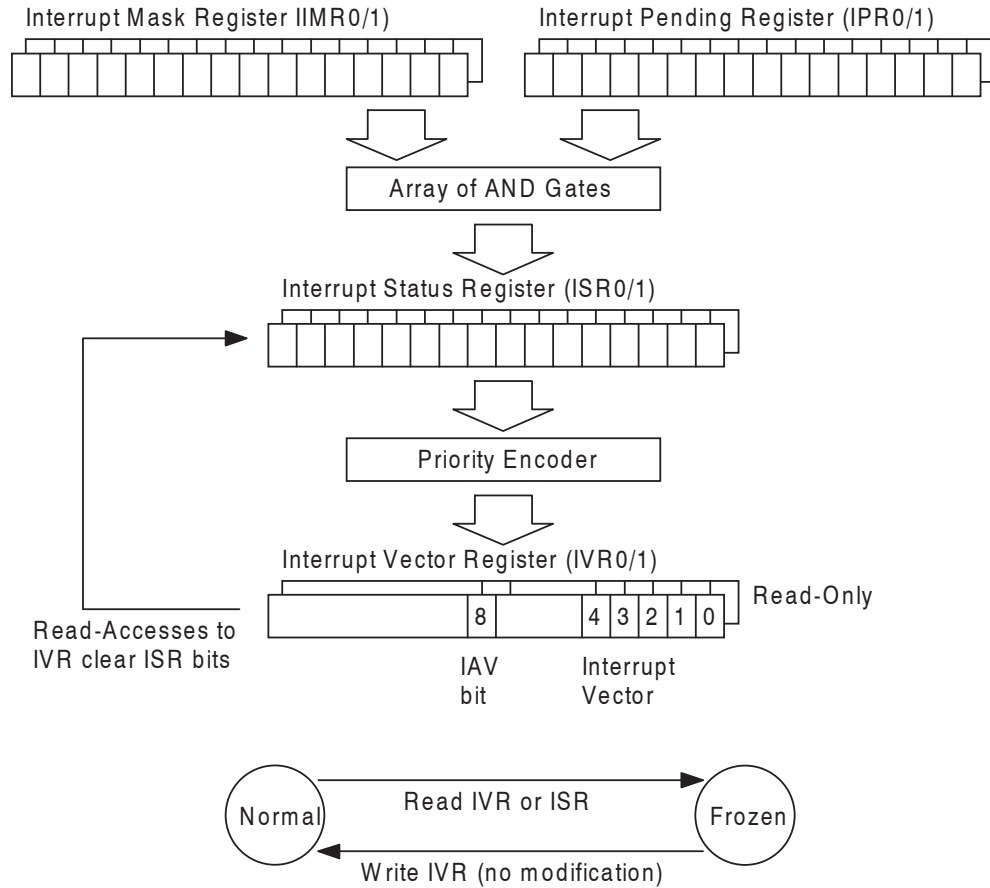 Interrupt Mask Register IIMR0/1)
Interrupt Pending Register (IPR0/1)
Array of AND Gates
Interrupt Status Register (ISR0/1)
Priority Encoder
Interrupt Vector Register (IVR0/1)
8 4 3 2 1 0
Read-Only
Read-Accesses to
IVR clear ISR bits
IAV
bit
Interrupt
Vector
Normal
Read IVR or ISR
Frozen
Write IVR (no modification)